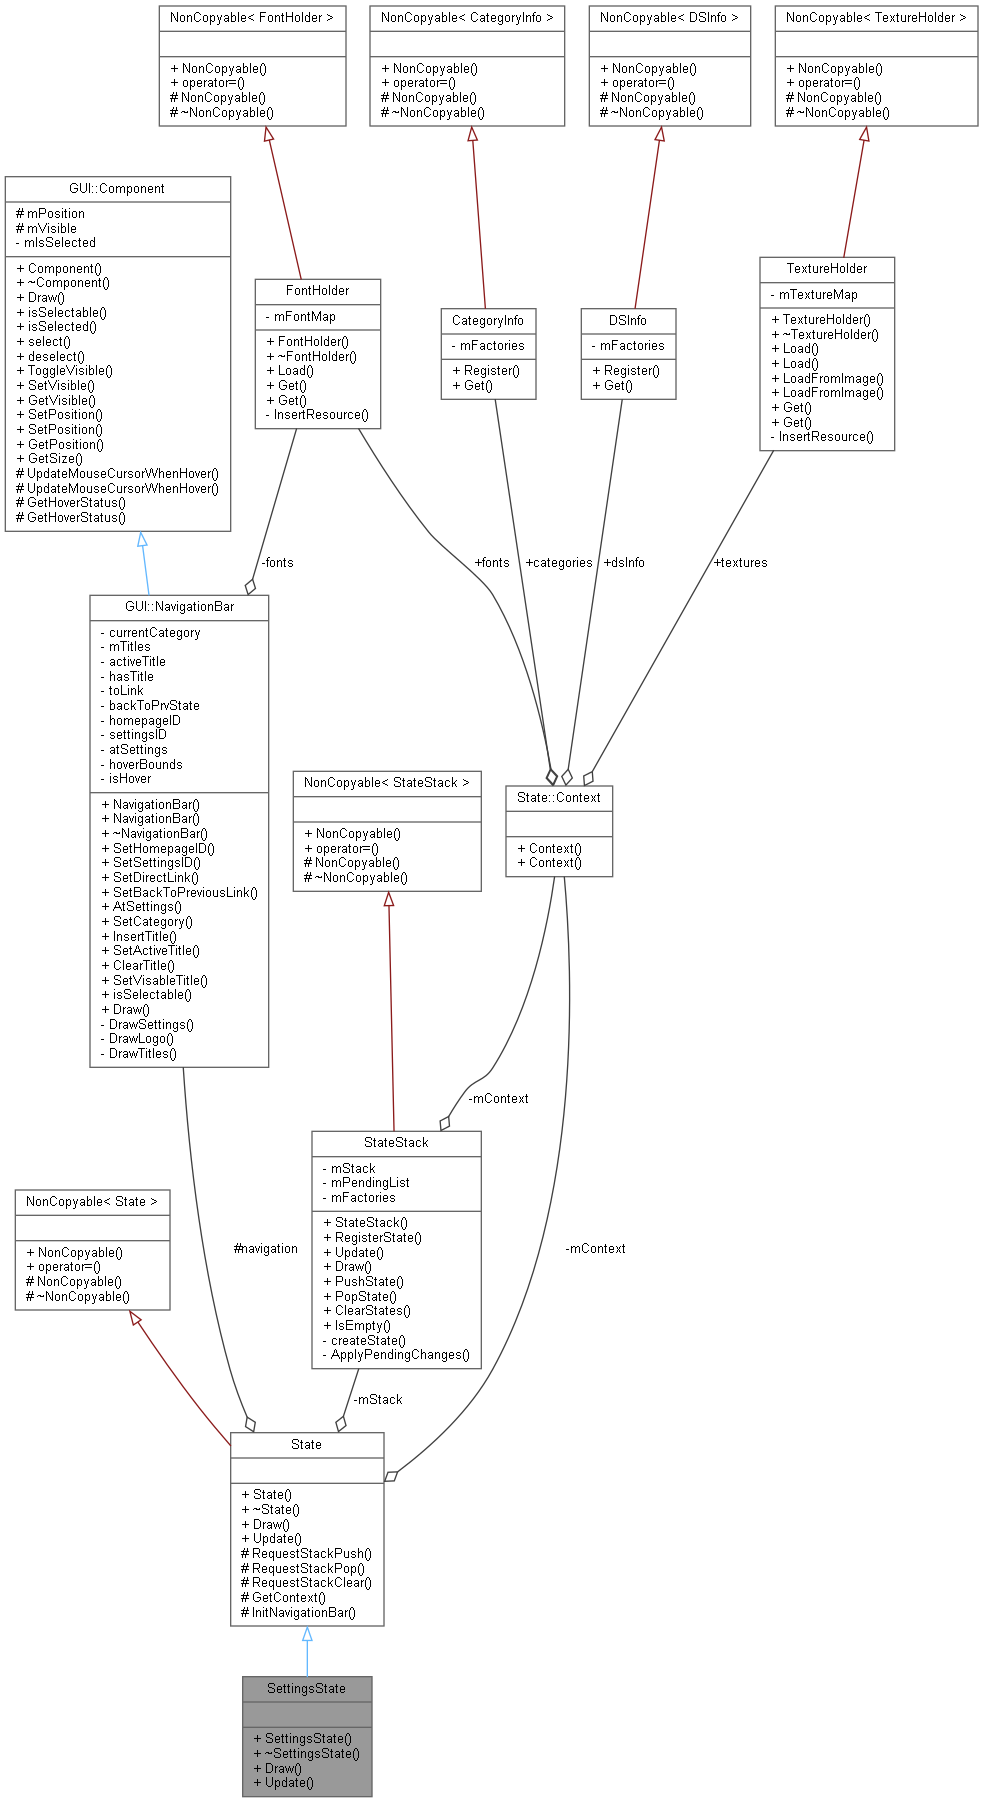 NonCopyable< FontHolder >
+ NonCopyable()
+ operator=()
# NonCopyable()
# ~NonCopyable()
NonCopyable< CategoryInfo >
+ NonCopyable()
+ operator=()
# NonCopyable()
# ~NonCopyable()
NonCopyable< DSInfo >
+ NonCopyable()
+ operator=()
# NonCopyable()
# ~NonCopyable()
NonCopyable< TextureHolder >
+ NonCopyable()
+ operator=()
# NonCopyable()
# ~NonCopyable()
GUI::Component
# mPosition
# mVisible
- mIsSelected
+ Component()
+ ~Component()
+ Draw()
+ isSelectable()
+ isSelected()
+ select()
+ deselect()
+ ToggleVisible()
+ SetVisible()
+ GetVisible()
+ SetPosition()
+ SetPosition()
+ GetPosition()
+ GetSize()
# UpdateMouseCursorWhenHover()
# UpdateMouseCursorWhenHover()
# GetHoverStatus()
# GetHoverStatus()
FontHolder
- mFontMap
+ FontHolder()
+ ~FontHolder()
+ Load()
+ Get()
+ Get()
- InsertResource()
CategoryInfo
- mFactories
+ Register()
+ Get()
DSInfo
- mFactories
+ Register()
+ Get()
TextureHolder
- mTextureMap
+ TextureHolder()
+ ~TextureHolder()
+ Load()
+ Load()
+ LoadFromImage()
+ LoadFromImage()
+ Get()
+ Get()
- InsertResource()
-fonts
+fonts
+categories
+dsInfo
+textures
GUI::NavigationBar
- currentCategory
- mTitles
- activeTitle
- hasTitle
- toLink
- backToPrvState
- homepageID
- settingsID
- atSettings
- hoverBounds
- isHover
+ NavigationBar()
+ NavigationBar()
+ ~NavigationBar()
+ SetHomepageID()
+ SetSettingsID()
+ SetDirectLink()
+ SetBackToPreviousLink()
+ AtSettings()
+ SetCategory()
+ InsertTitle()
+ SetActiveTitle()
+ ClearTitle()
+ SetVisableTitle()
+ isSelectable()
+ Draw()
- DrawSettings()
- DrawLogo()
- DrawTitles()
NonCopyable< StateStack >
+ NonCopyable()
+ operator=()
# NonCopyable()
# ~NonCopyable()
State::Context
+ Context()
+ Context()
-mContext
StateStack
- mStack
- mPendingList
- mFactories
+ StateStack()
+ RegisterState()
+ Update()
+ Draw()
+ PushState()
+ PopState()
+ ClearStates()
+ IsEmpty()
- createState()
- ApplyPendingChanges()
NonCopyable< State >
+ NonCopyable()
+ operator=()
# NonCopyable()
# ~NonCopyable()
#navigation
-mContext
-mStack
State
+ State()
+ ~State()
+ Draw()
+ Update()
# RequestStackPush()
# RequestStackPop()
# RequestStackClear()
# GetContext()
# InitNavigationBar()
SettingsState
+ SettingsState()
+ ~SettingsState()
+ Draw()
+ Update()